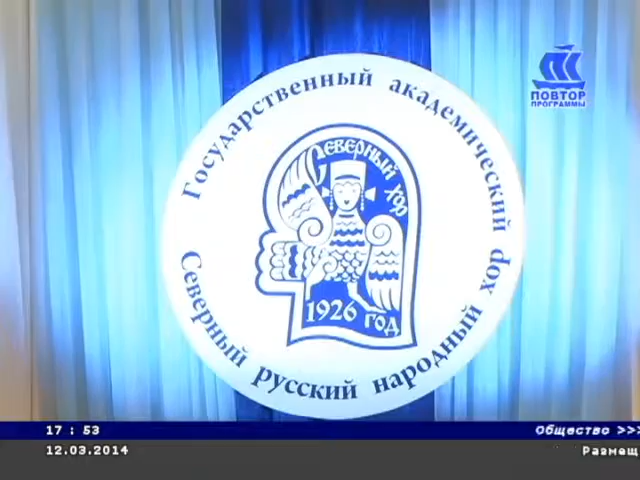 ПОВТОР
ПРОГРАММЫ
Государственный академический
Северный русский народный хор
Северный хор
1926 год
17 : 53
Общество >>>
12.03.2014
Размещ